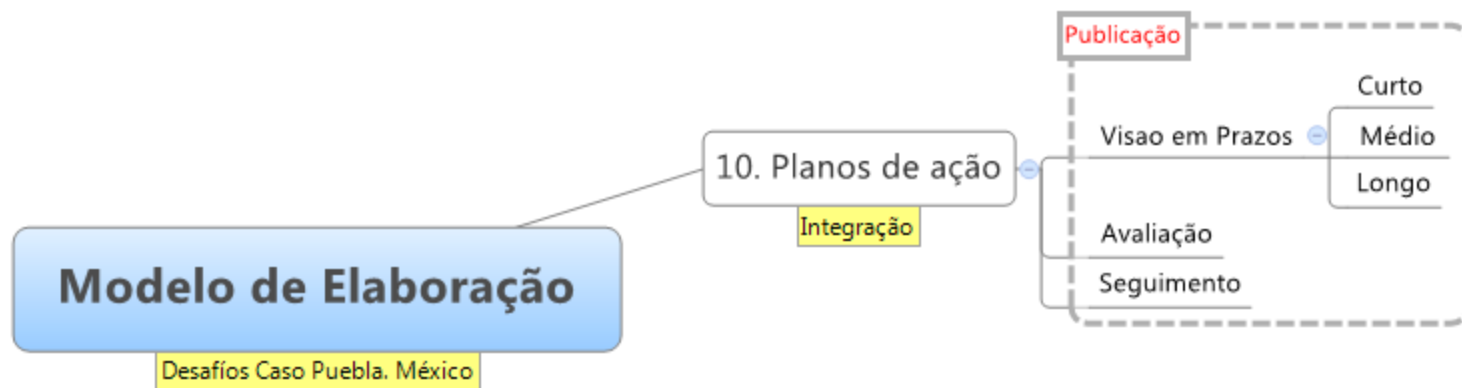 Publicação
Curto
Visao em Prazos
Médio
10. Planos de ação
Longo
Integração
Avaliação
Modelo de Elaboração
Seguimento
Desafíos Caso Puebla. México